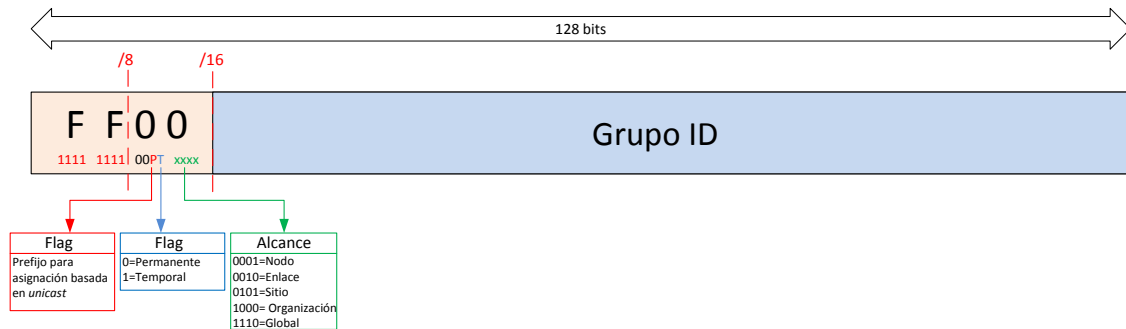 128 bits
/8
/16
F F 0 0
1111 1111 00PT xxxx
Grupo ID
Flag
Prefijo para
asignación basada
en unicast
Flag
0=Permanente
1=Temporal
Alcance
0001=Nodo
0010=Enlace
0101=Sitio
1000= Organización
1110=Global